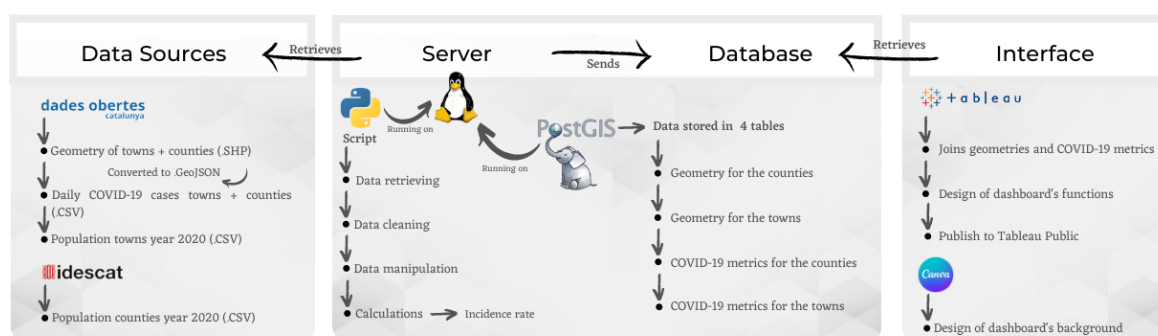 Data Sources
Retrieves
Server
Sends
Database
Retrieves
Interface
dades obertes
catalunya
Geometry of towns + counties (.SHP)
Converted to .GeoJSON
Daily COVID-19 cases towns + counties
(.CSV)
Population towns year 2020 (.CSV)
idescat
Population counties year 2020 (.CSV)
Script
Running on
Data retrieving
Data cleaning
Data manipulation
Calculations
Incidence rate
PostGIS
Running on
Data stored in 4 tables
Geometry for the counties
Geometry for the towns
COVID-19 metrics for the counties
COVID-19 metrics for the towns
+ableau
Joins geometries and COVID-19 metrics
Design of dashboard's functions
Publish to Tableau Public
Canva
Design of dashboard's background